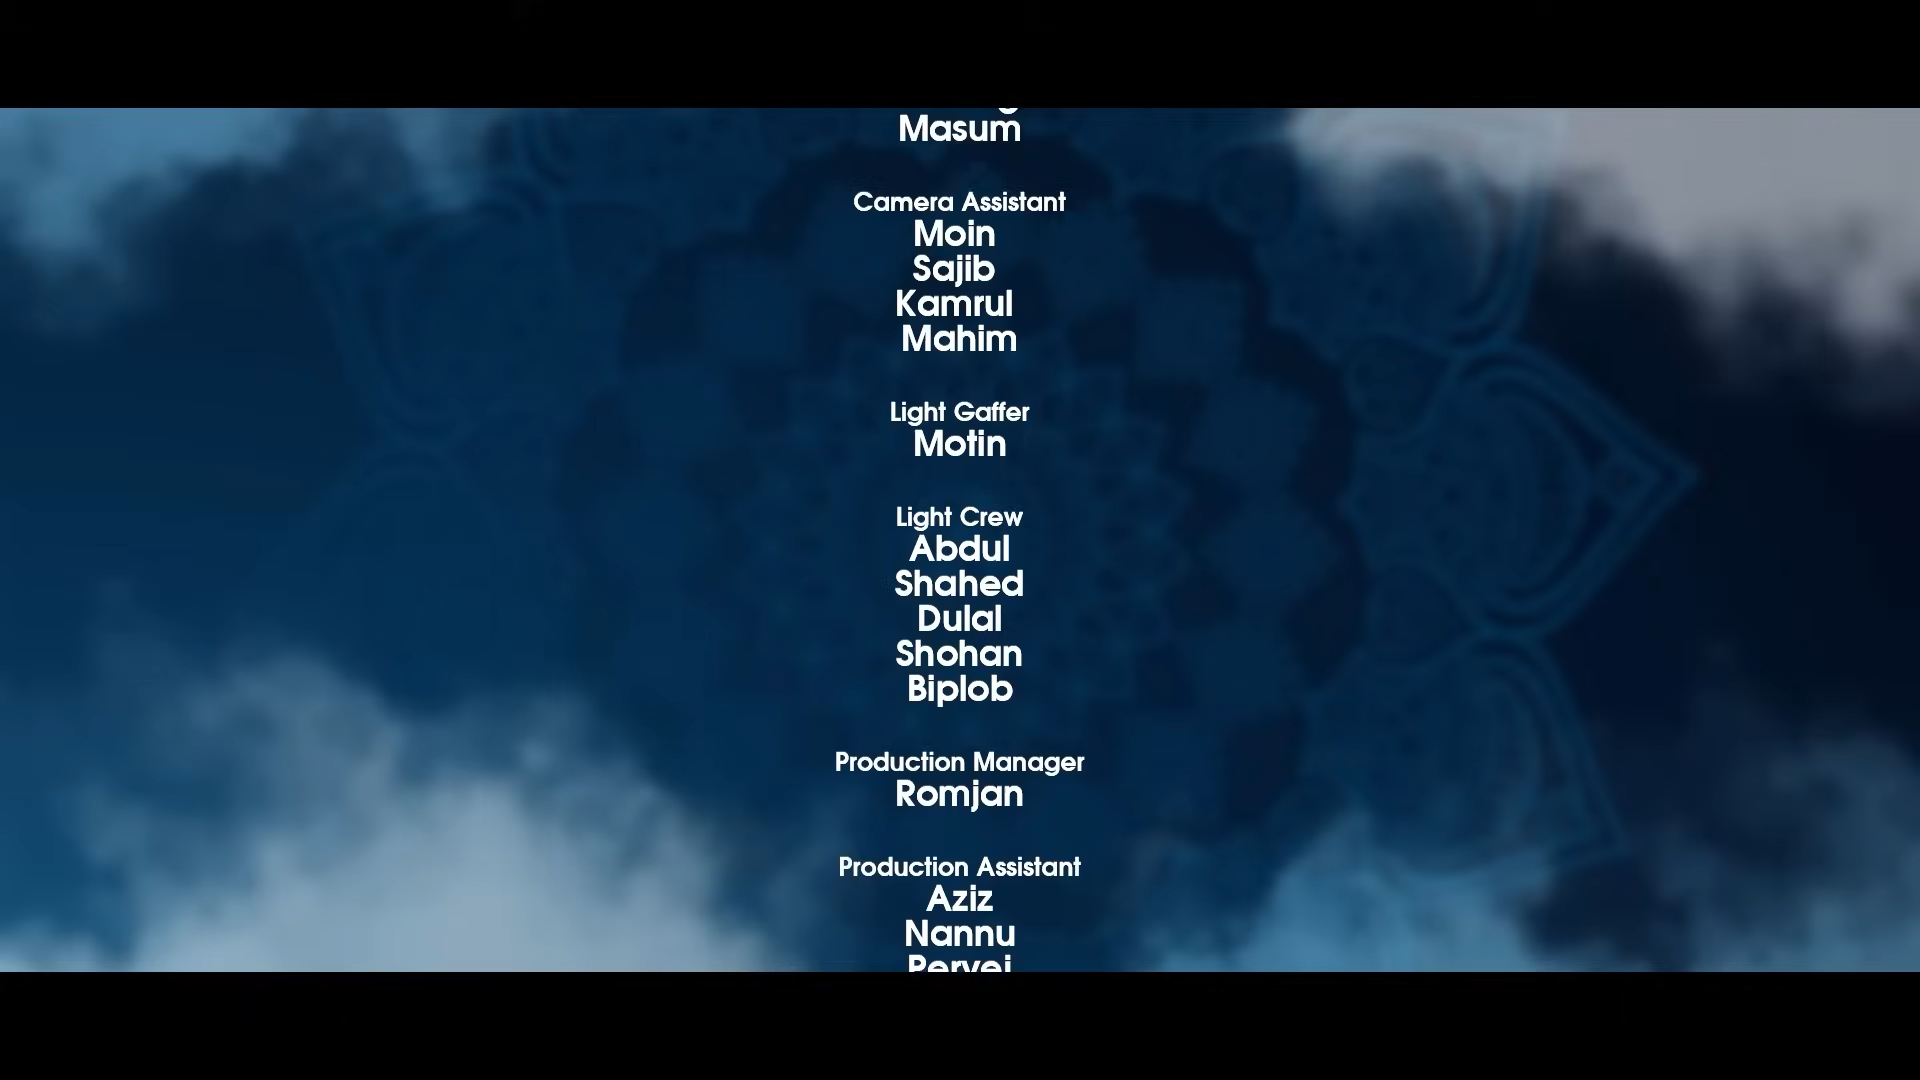 Masum
Camera Assistant
Moin
Sajib
Kamrul
Mahim
Light Gaffer
Motin
Light Crew
Abdul
Shahed
Dulal
Shohan
Biplob
Production Manager
Romjan
Production Assistant
Aziz
Nannu